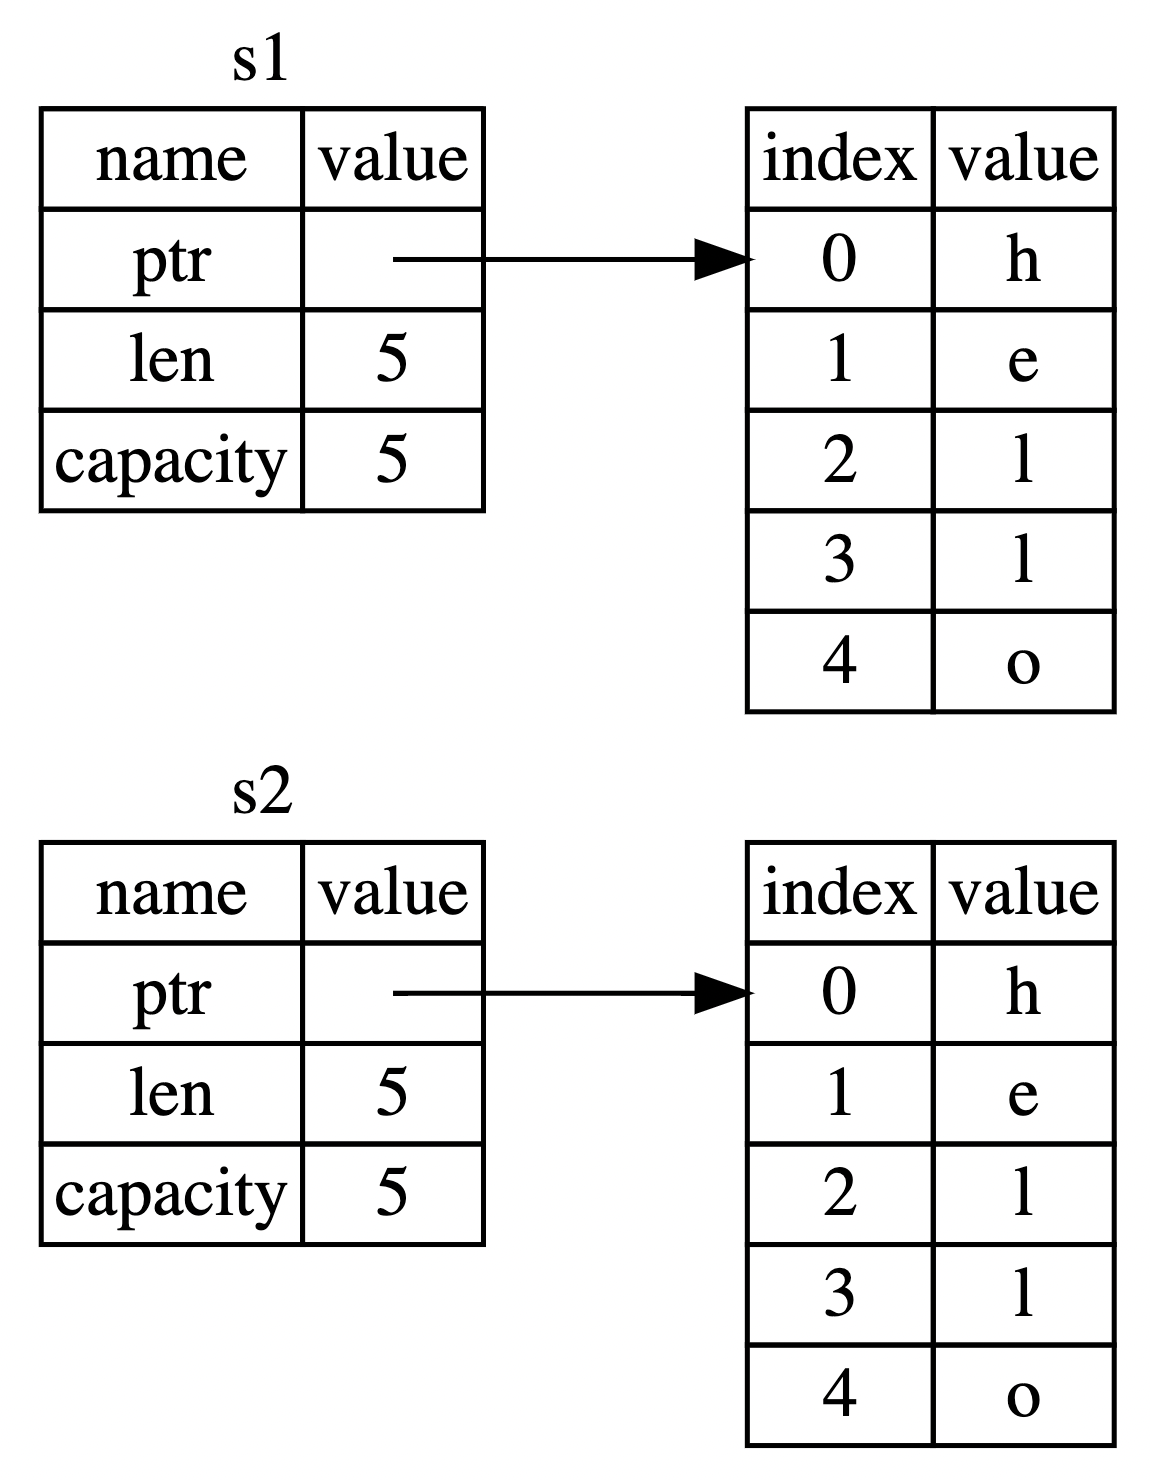 s1
name value
ptr
len 5
capacity 5
index value
0 h
1 e
2 l
3 l
4 o
s2
name value
ptr
len 5
capacity 5
index value
0 h
1 e
2 l
3 l
4 o